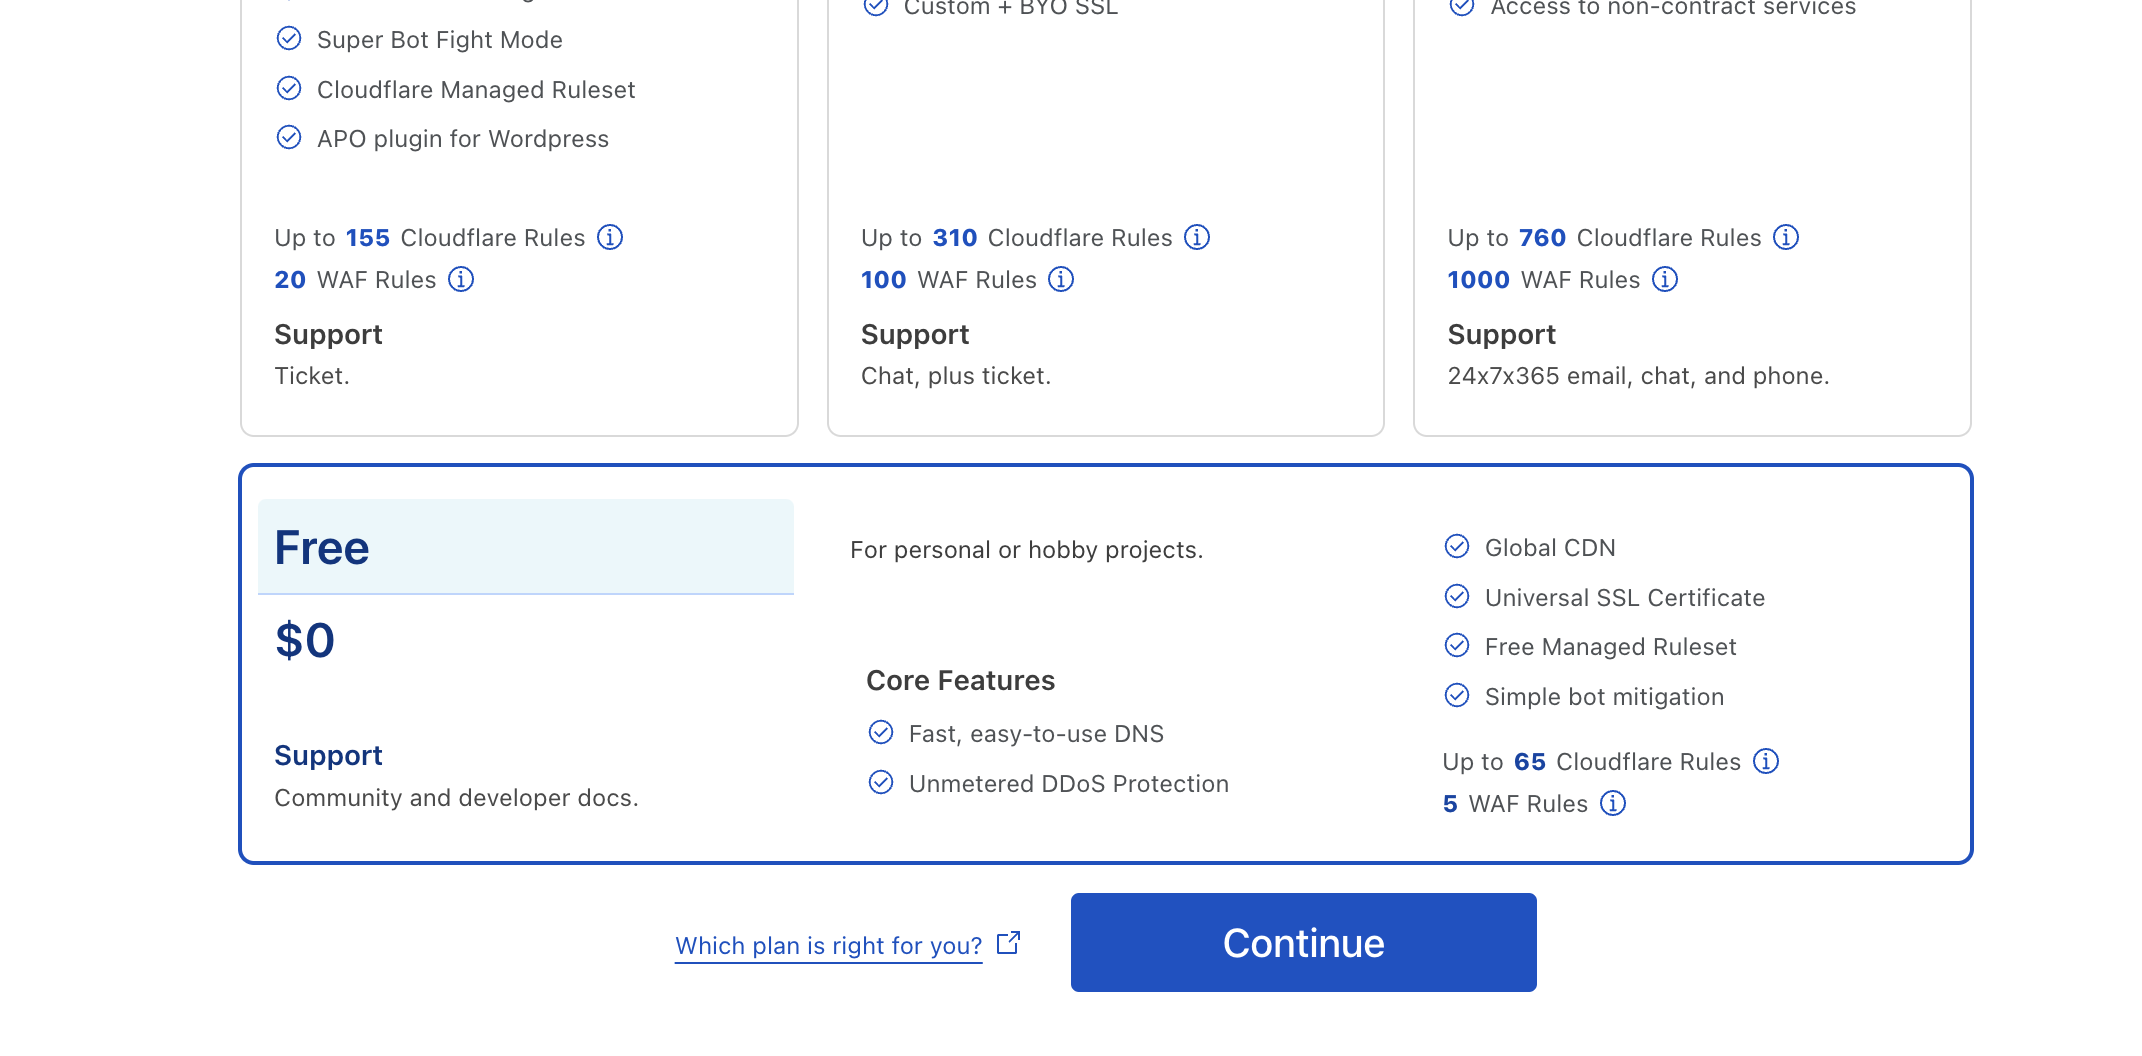 Super Bot Fight Mode
Cloudflare Managed Ruleset
APO plugin for Wordpress
Up to 155 Cloudflare Rules
20 WAF Rules
Support
Ticket.
Custom + BYO SSL
Up to 310 Cloudflare Rules
100 WAF Rules
Support
Chat, plus ticket.
Access to non-contract services
Up to 760 Cloudflare Rules
1000 WAF Rules
Support
24x7x365 email, chat, and phone.
Free
$0
Support
Community and developer docs.
For personal or hobby projects.
Core Features
Fast, easy-to-use DNS
Unmetered DDoS Protection
Global CDN
Universal SSL Certificate
Free Managed Ruleset
Simple bot mitigation
Up to 65 Cloudflare Rules
5 WAF Rules
Which plan is right for you?
Continue